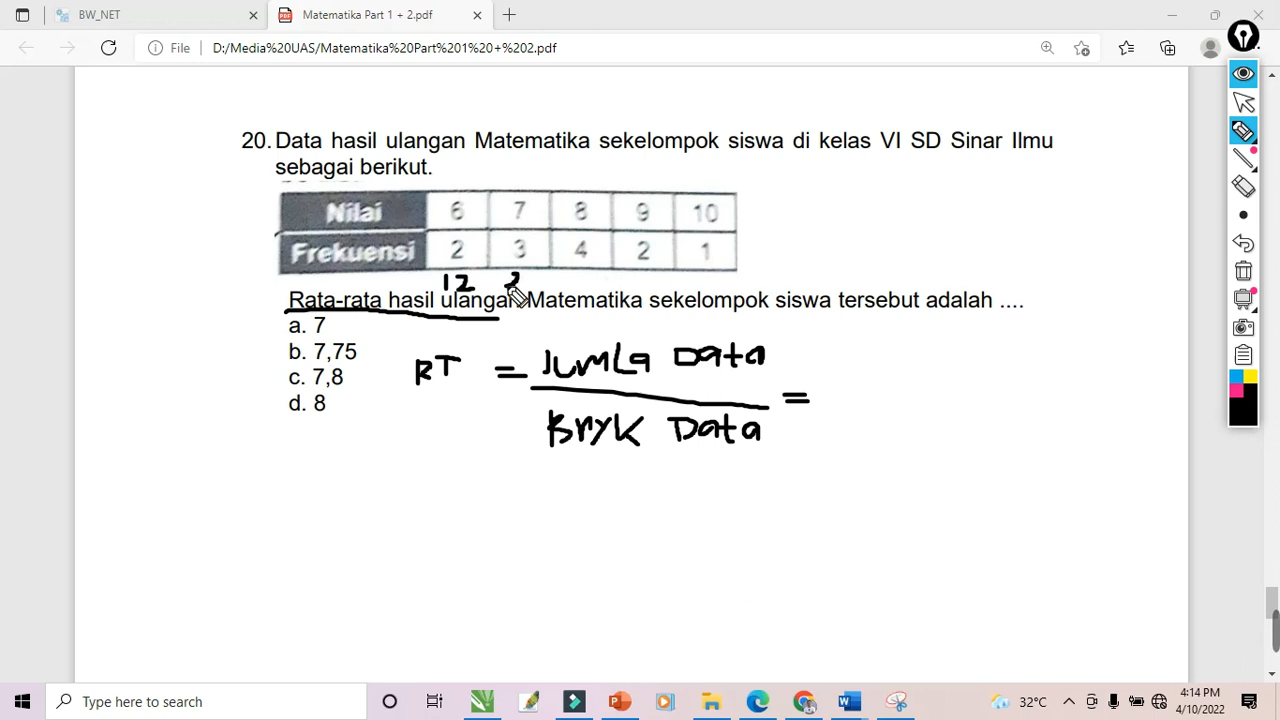 BW_NET
Matematika Part 1 + 2.pdf
File
D:/Media%20UAS/Matematika%20Part%201%20+%202.pdf
20. Data hasil ulangan Matematika sekelompok siswa di kelas VI SD Sinar Ilmu
sebagai berikut.
Nilai 6 7 8 9 10
Frekuensi 2 3 4 2 1
12 2
Rata-rata hasil ulangan Matematika sekelompok siswa tersebut adalah ....
a. 7
b. 7,75
c. 7,8
d. 8
RT = Jumla Data
Bnyk Data =
Type here to search
32°C
4:14 PM
4/10/2022